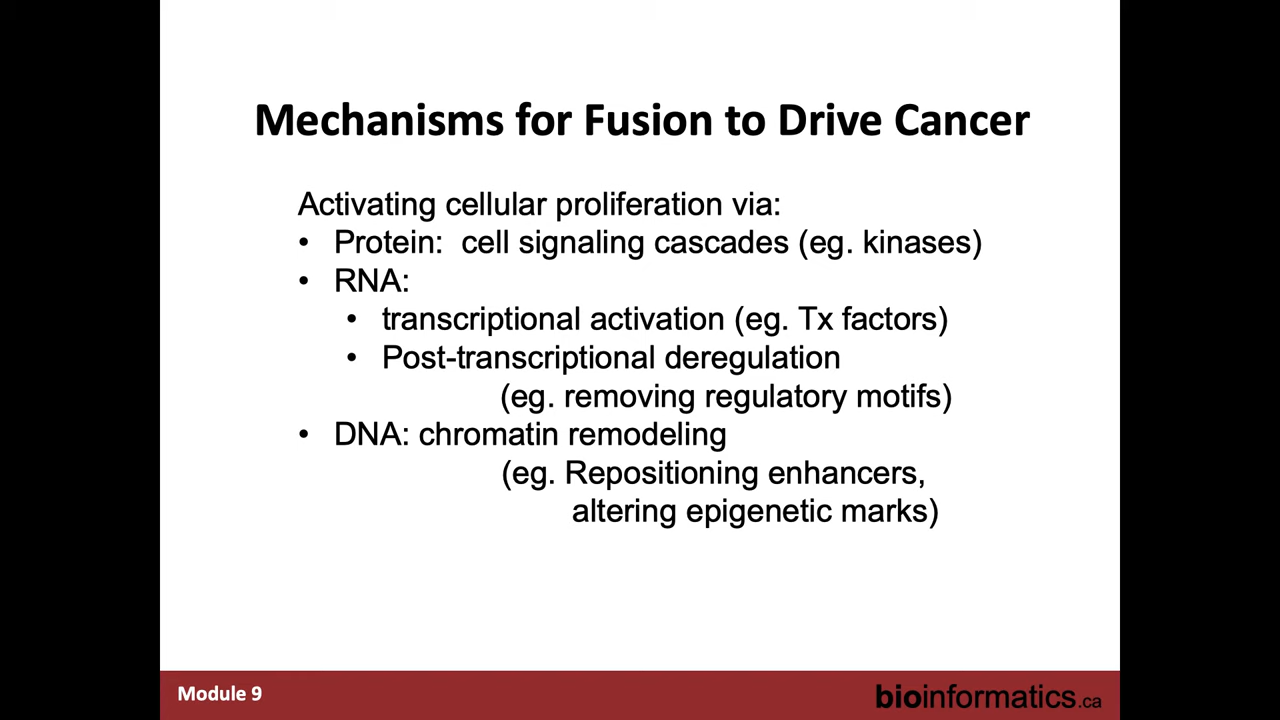 Mechanisms for Fusion to Drive Cancer
Activating cellular proliferation via:
• Protein:  cell signaling cascades (eg. kinases)
• RNA:
• transcriptional activation (eg. Tx factors)
• Post-transcriptional deregulation
(eg. removing regulatory motifs)
• DNA: chromatin remodeling
(eg. Repositioning enhancers,
altering epigenetic marks)
Module 9
bioinformatics.ca